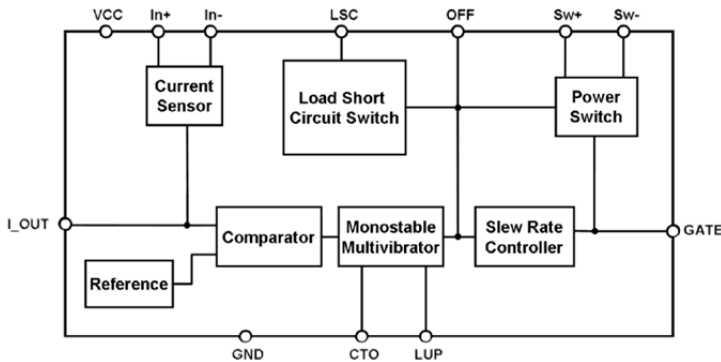 VCC In+ In- LSC OFF Sw+ Sw-
Current
Sensor
Load Short
Circuit Switch
Power
Switch
I_OUT
Comparator
Monostable
Multivibrator
Slew Rate
Controller
GATE
Reference
GND CTO LUP